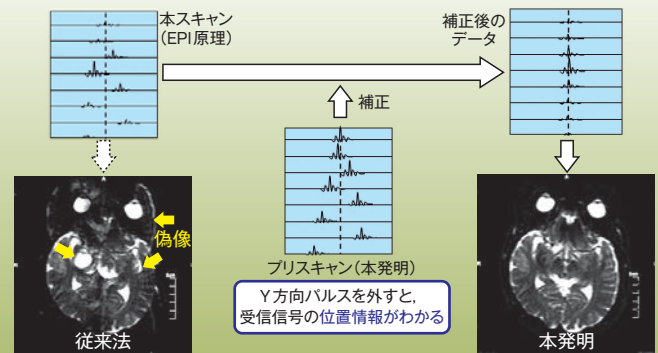 本スキャン
(EPI原理)
補正後の
データ
補正
偽像
プリスキャン(本発明)
Y方向パルスを外すと,
受信信号の位置情報がわかる
従来法
本発明